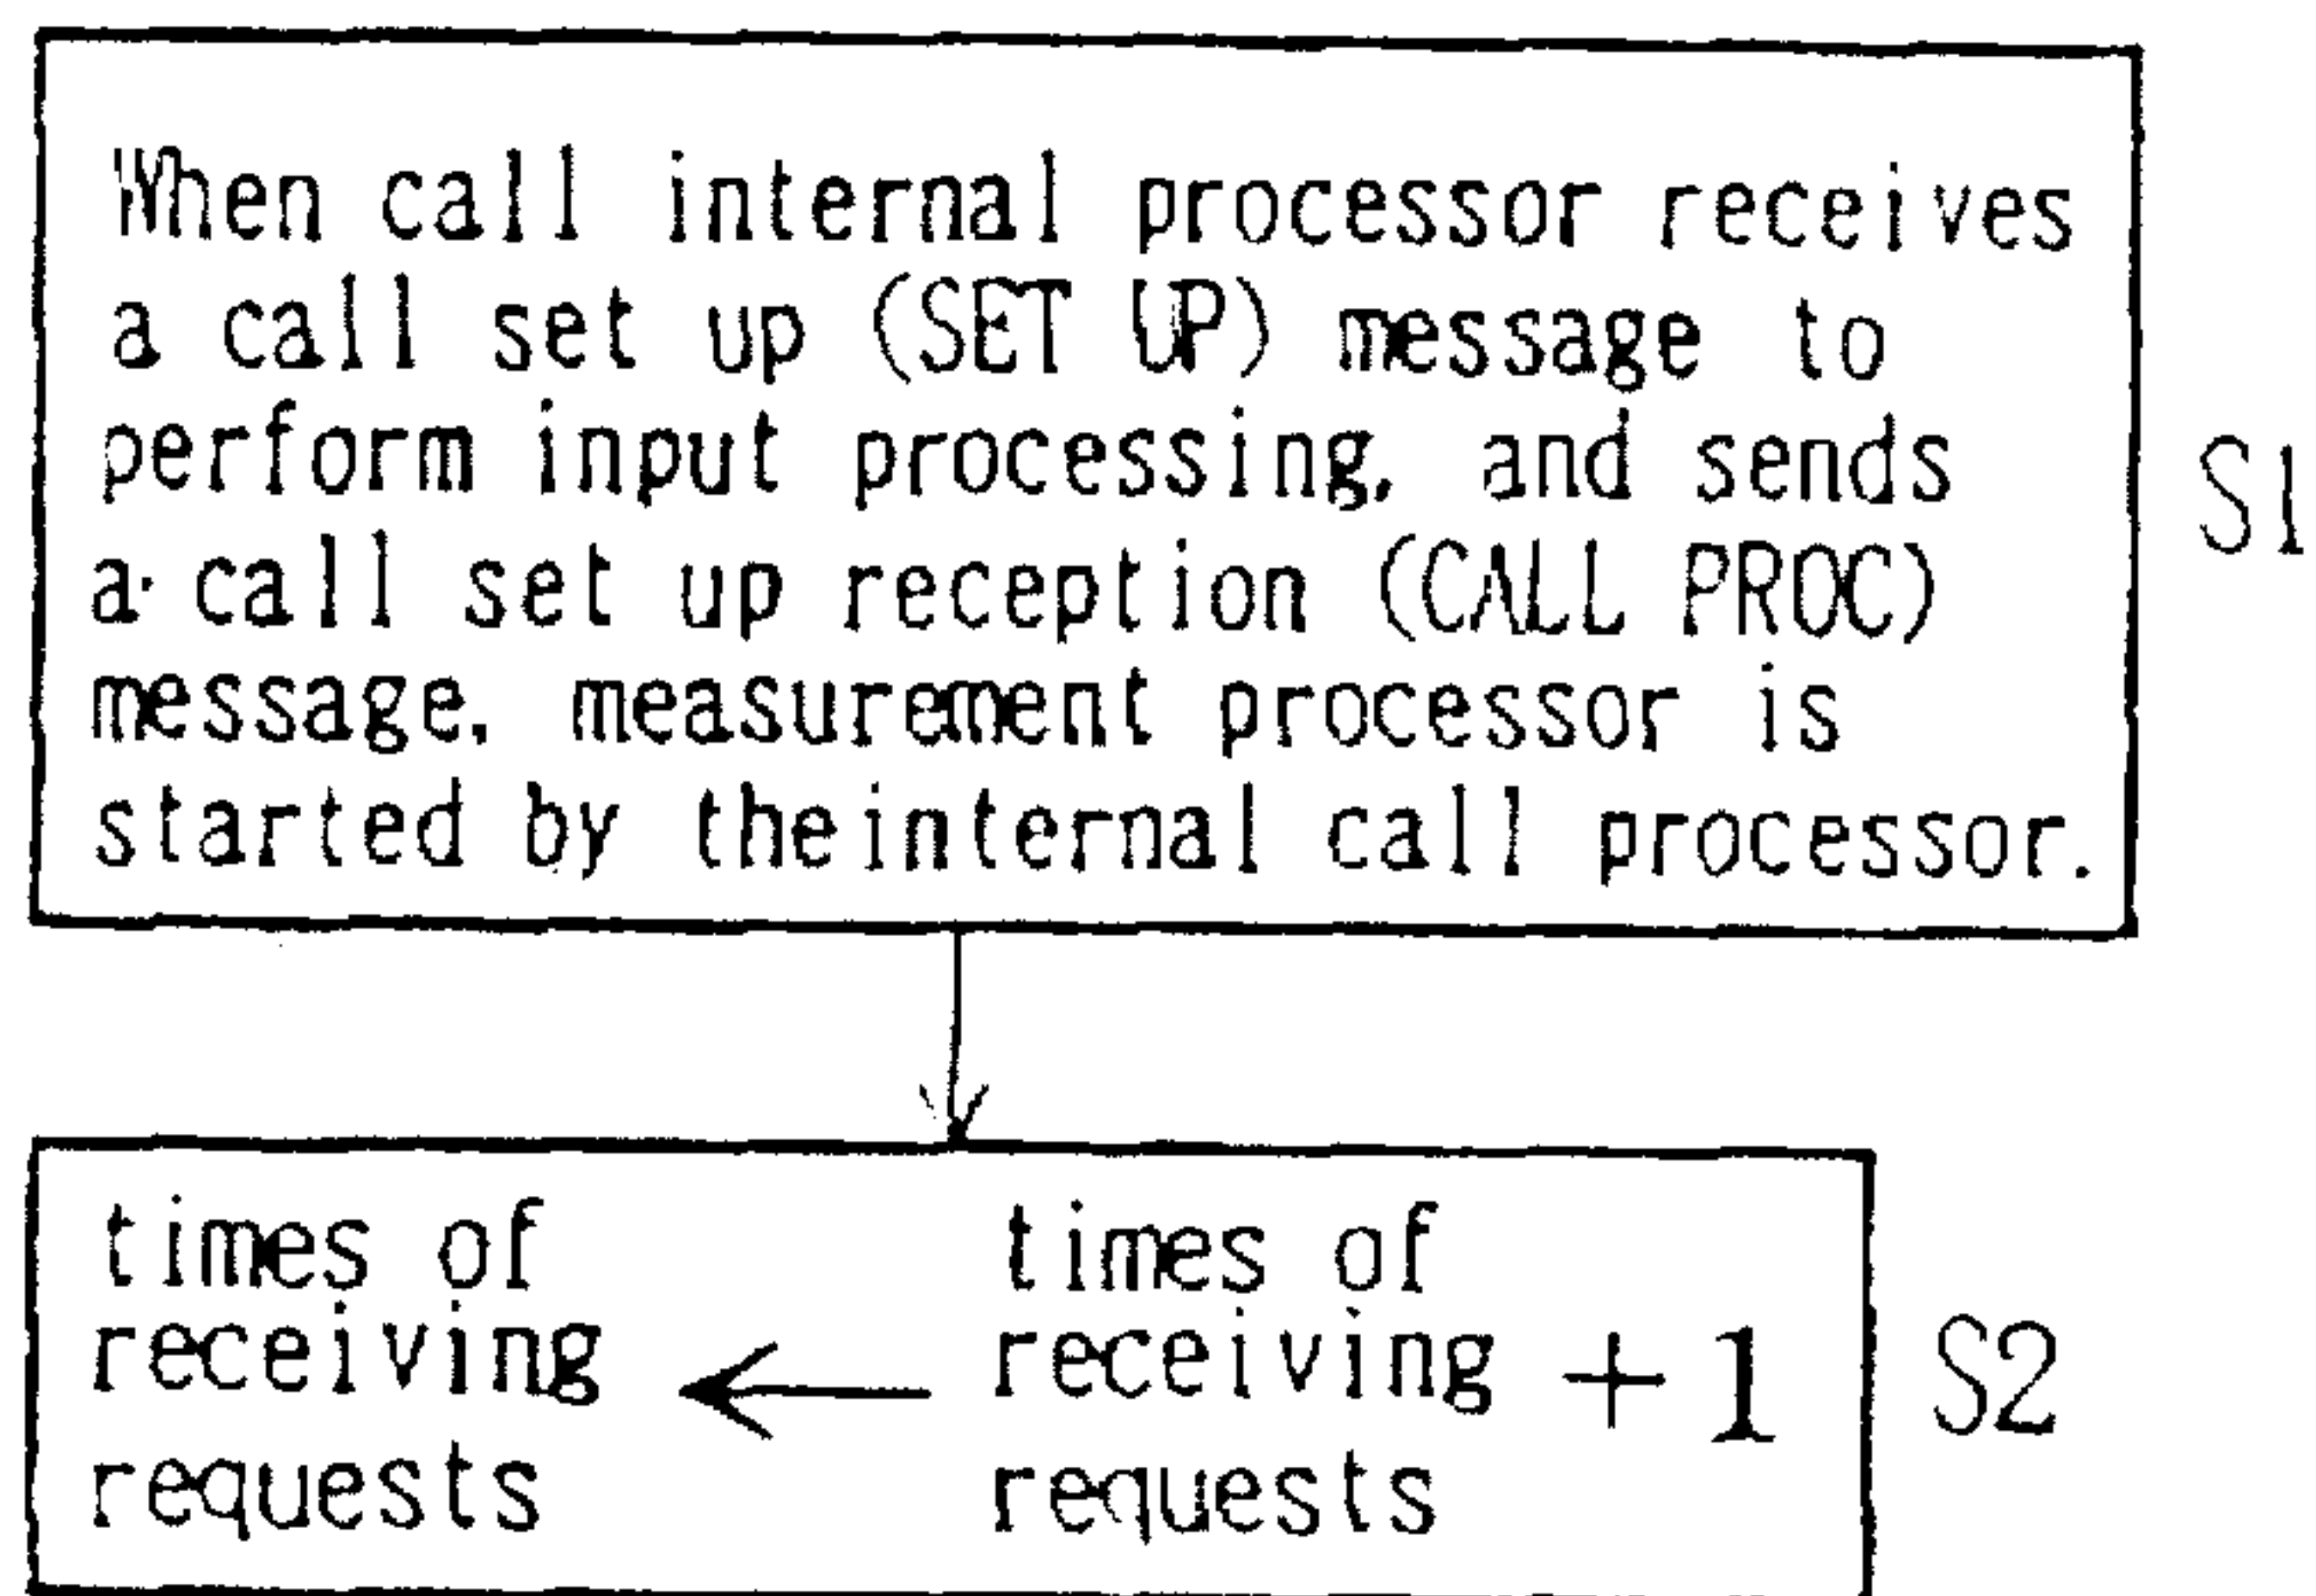 When call internal processor receives
a call set up (SET UP) message to
perform input processing, and sends
a call set up reception (CALL PROC)
message, measurement processor is
started by theinternal call processor.
S1
times of
receiving
requests
←
times of
receiving
requests
+1
S2